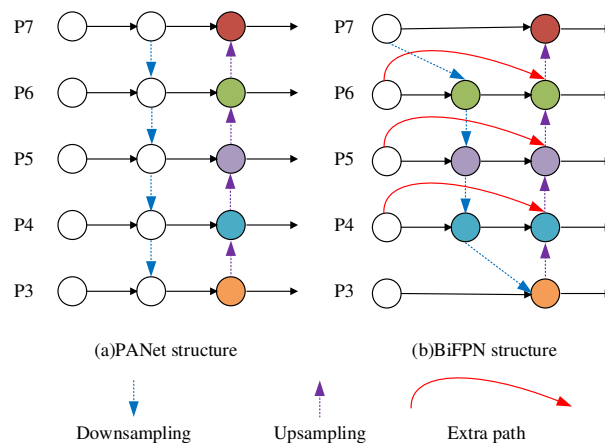 P7
P6
P5
P4
P3
(a)PANet structure
P7
P6
P5
P4
P3
(b)BiFPN structure
Downsampling
Upsampling
Extra path